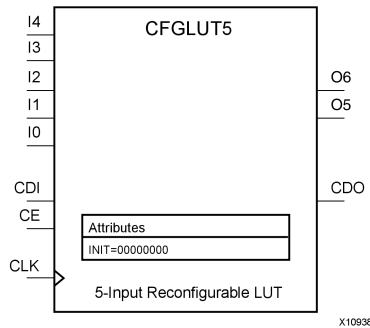 I4
CFGLUT5
I3
I2
O6
I1
O5
I0
CDI
CDO
CE
Attributes
INIT=00000000
CLK
5-Input Reconfigurable LUT
X10938